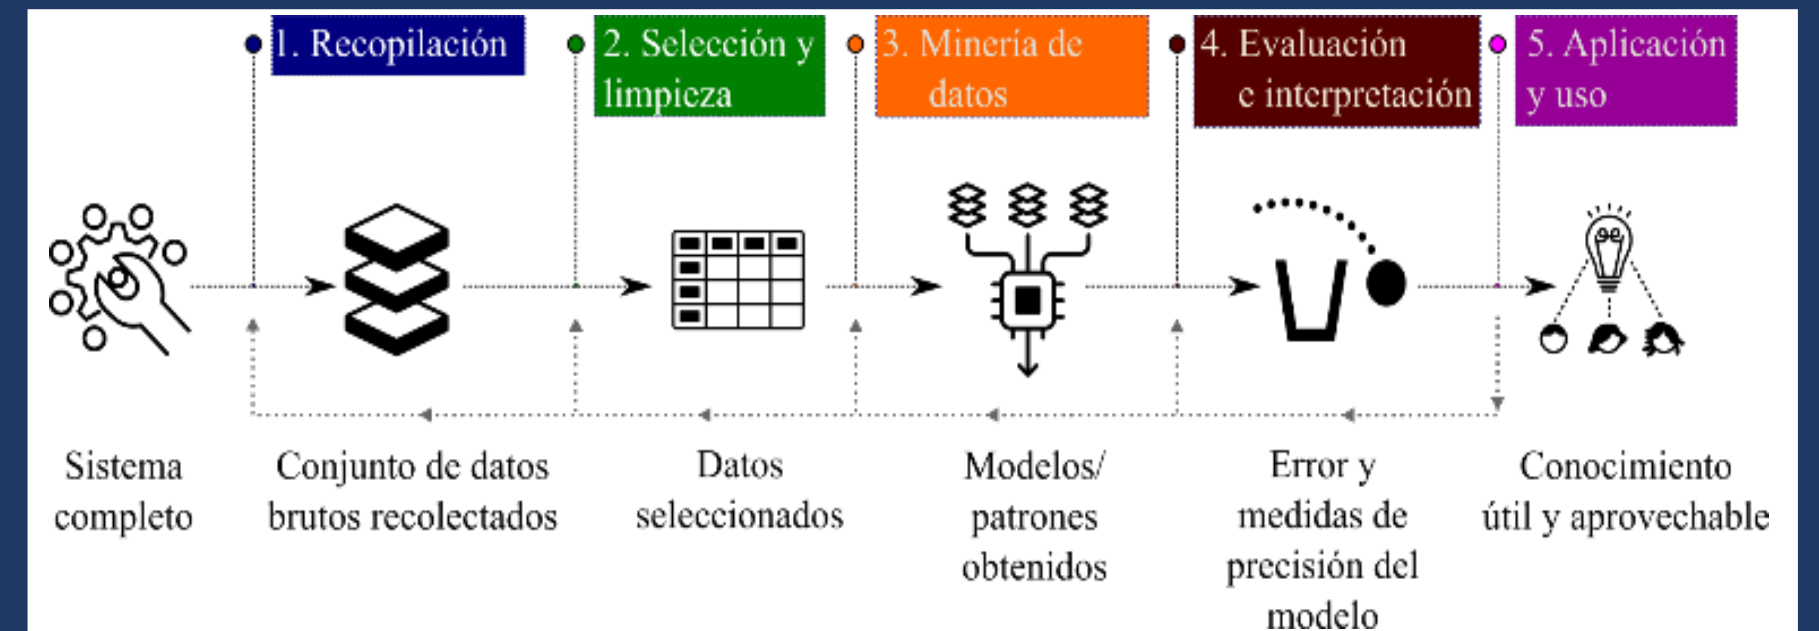 1. Recopilación
2. Selección y
limpieza
3. Minería de
datos
4. Evaluación
e interpretación
5. Aplicación
y uso
Sistema
completo
Conjunto de datos
brutos recolectados
Datos
seleccionados
Modelos/
patrones
obtenidos
Error y
medidas de
precisión del
modelo
Conocimiento
útil y aprovechable